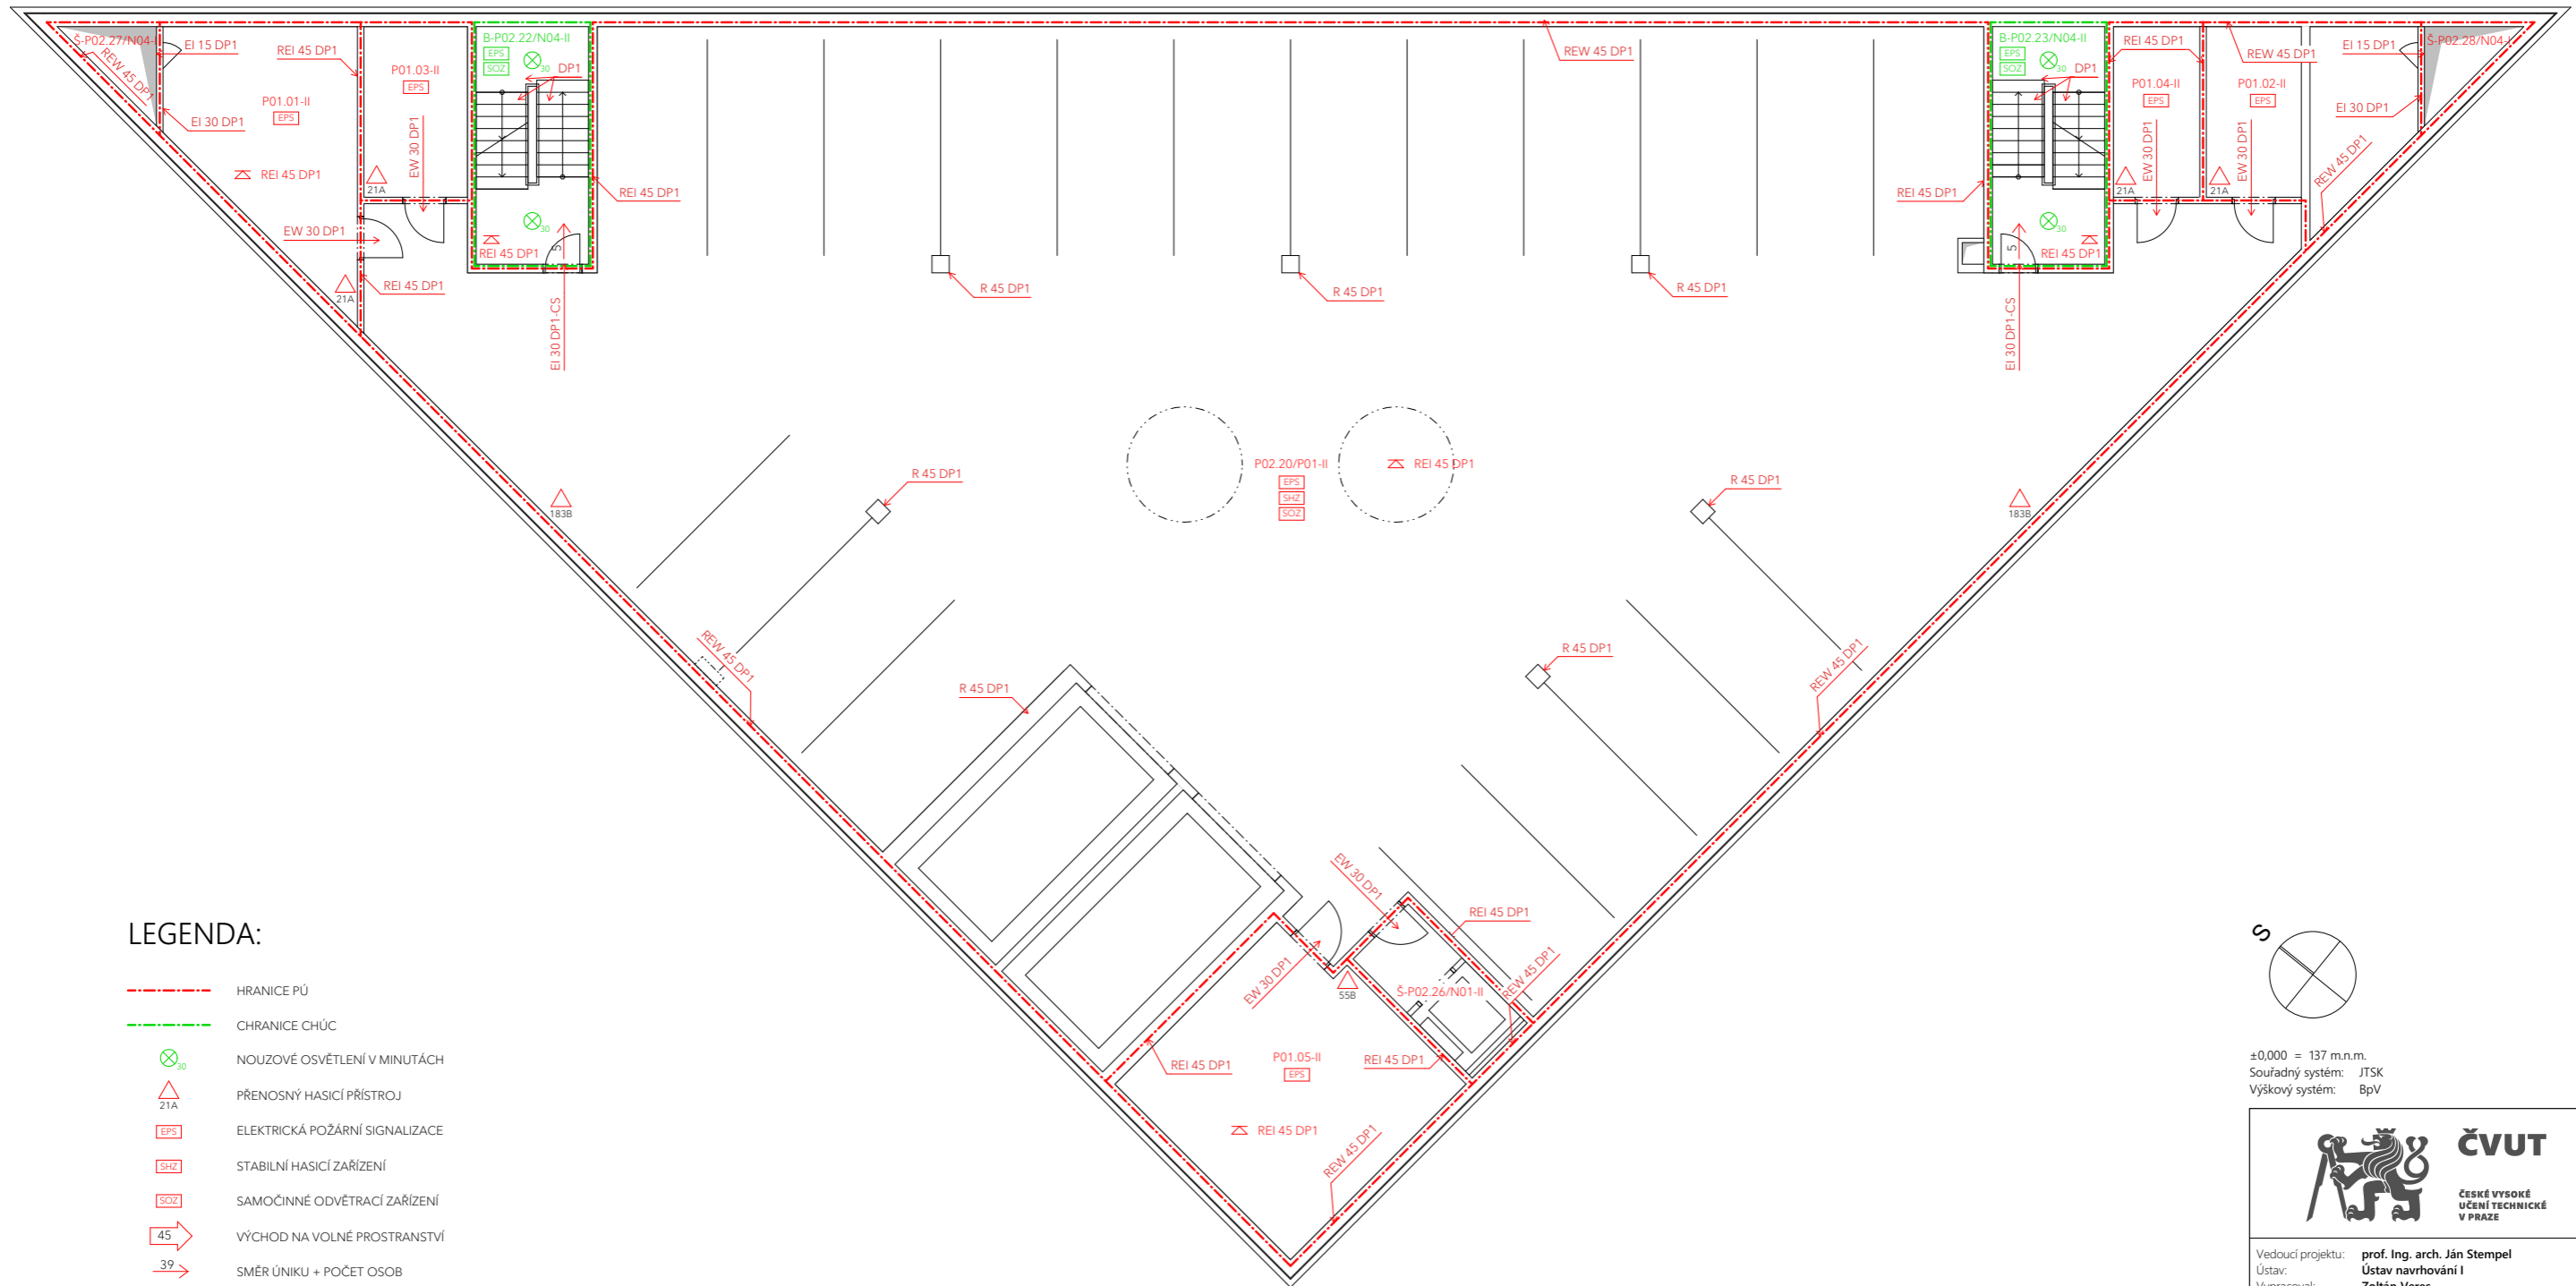 Š-P02.27/N04-
EI 15 DP1
REI 45 DP1
REW 45 DP1
P01.01-II
EPS
EI 30 DP1
REI 45 DP1
P01.03-II
EPS
EW 30 DP1
21A
EW 30 DP1
REI 45 DP1
21A
B-P02.22/N04-II
EPS
SOZ
30
DP1
REI 45 DP1
30
REI 45 DP1
5
EI 30 DP1-CS
REW 45 DP1
R 45 DP1
R 45 DP1
R 45 DP1
B-P02.23/N04-II
EPS
SOZ
30
DP1
REI 45 DP1
30
REI 45 DP1
5
EI 30 DP1-CS
REI 45 DP1
P01.04-II
EPS
EW 30 DP1
21A
REW 45 DP1
P01.02-II
EPS
EW 30 DP1
21A
EI 15 DP1
Š-P02.28/N04-
EI 30 DP1
REW 45 DP1
183B
R 45 DP1
P02.20/P01-II
EPS
SHZ
SOZ
REI 45 DP1
R 45 DP1
183B
REW 45 DP1
R 45 DP1
R 45 DP1
REW 45 DP1
EW 30 DP1
REI 45 DP1
EW 30 DP1
55B
Š-P02.26/N01-II
REW 45 DP1
REI 45 DP1
P01.05-II
EPS
REI 45 DP1
REI 45 DP1
REW 45 DP1
LEGENDA:
HRANICE PÚ
CHRANICE CHÚC
30
NOUZOVÉ OSVĚTLENÍ V MINUTÁCH
21A
PŘENOSNÝ HASICÍ PŘÍSTROJ
EPS
ELEKTRICKÁ POŽÁRNÍ SIGNALIZACE
SHZ
STABILNÍ HASICÍ ZAŘÍZENÍ
SOZ
SAMOČINNÉ ODVĚTRACÍ ZAŘÍZENÍ
45
VÝCHOD NA VOLNÉ PROSTRANSTVÍ
39
SMĚR ÚNIKU + POČET OSOB
S
±0,000 = 137 m.n.m.
Souřadný systém: JTSK
Výškový systém: BpV
ČVUT
ČESKÉ VYSOKÉ
UČENÍ TECHNICKÉ
V PRAZE
Vedoucí projektu: prof. Ing. arch. Ján Stempel
Ústav: Ústav navrhování I
Vypracoval: Zoltán Veres